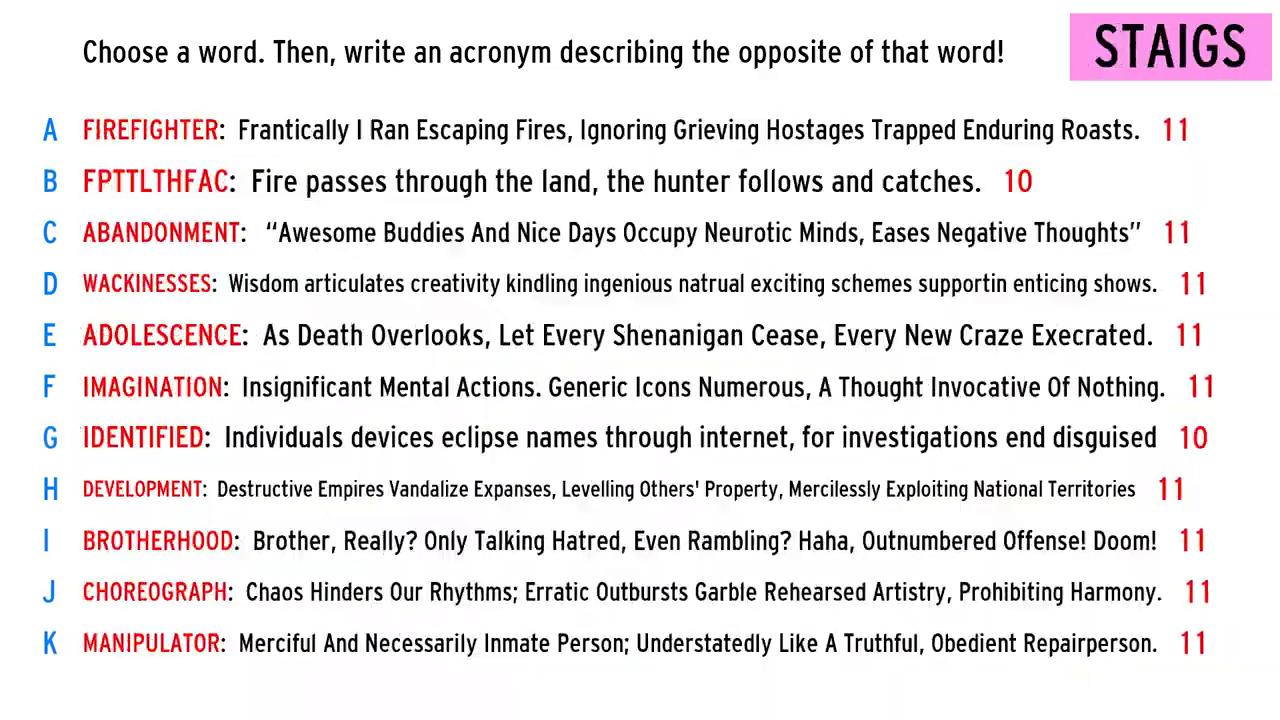 Choose a word. Then, write an acronym describing the opposite of that word!
STAIGS
A FIREFIGHTER: Frantically I Ran Escaping Fires, Ignoring Grieving Hostages Trapped Enduring Roasts. 11
B FPTTLTHFAC: Fire passes through the land, the hunter follows and catches. 10
C ABANDONMENT: “Awesome Buddies And Nice Days Occupy Neurotic Minds, Eases Negative Thoughts” 11
D WACKINESSES: Wisdom articulates creativity kindling ingenious natrual exciting schemes supportin enticing shows. 11
E ADOLESCENCE: As Death Overlooks, Let Every Shenanigan Cease, Every New Craze Execrated. 11
F IMAGINATION: Insignificant Mental Actions. Generic Icons Numerous, A Thought Invocative Of Nothing. 11
G IDENTIFIED: Individuals devices eclipse names through internet, for investigations end disguised 10
H DEVELOPMENT: Destructive Empires Vandalize Expanses, Levelling Others' Property, Mercilessly Exploiting National Territories 11
I BROTHERHOOD: Brother, Really? Only Talking Hatred, Even Rambling? Haha, Outnumbered Offense! Doom! 11
J CHOREOGRAPH: Chaos Hinders Our Rhythms; Erratic Outbursts Garble Rehearsed Artistry, Prohibiting Harmony. 11
K MANIPULATOR: Merciful And Necessarily Inmate Person; Understatedly Like A Truthful, Obedient Repairperson. 11